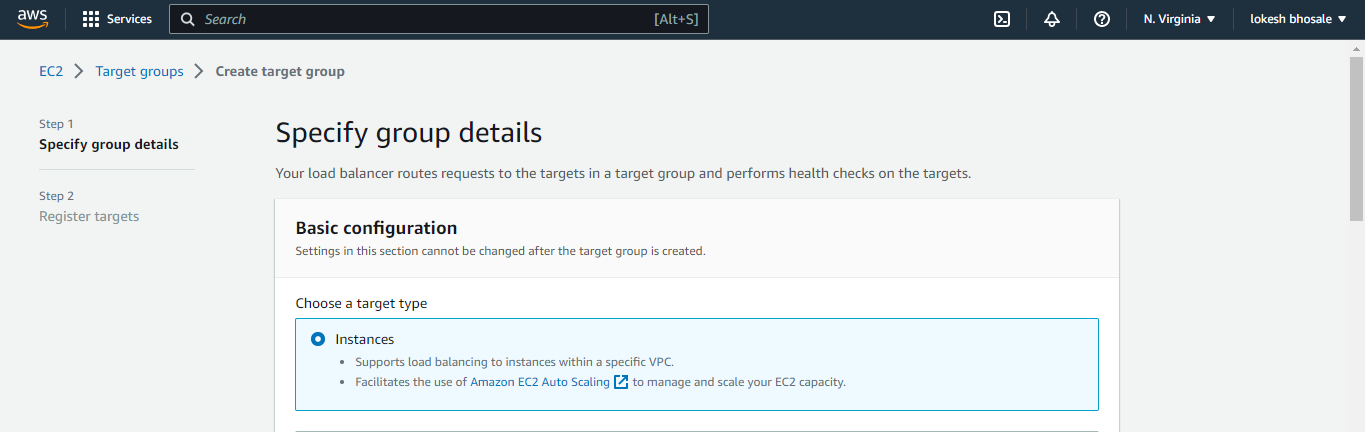 aws Services Search [Alt+S] N. Virginia lokesh bhosale
EC2 Target groups Create target group
Step 1
Specify group details
Step 2
Register targets
Specify group details
Your load balancer routes requests to the targets in a target group and performs health checks on the targets.
Basic configuration
Settings in this section cannot be changed after the target group is created.
Choose a target type
Instances
• Supports load balancing to instances within a specific VPC.
• Facilitates the use of Amazon EC2 Auto Scaling to manage and scale your EC2 capacity.